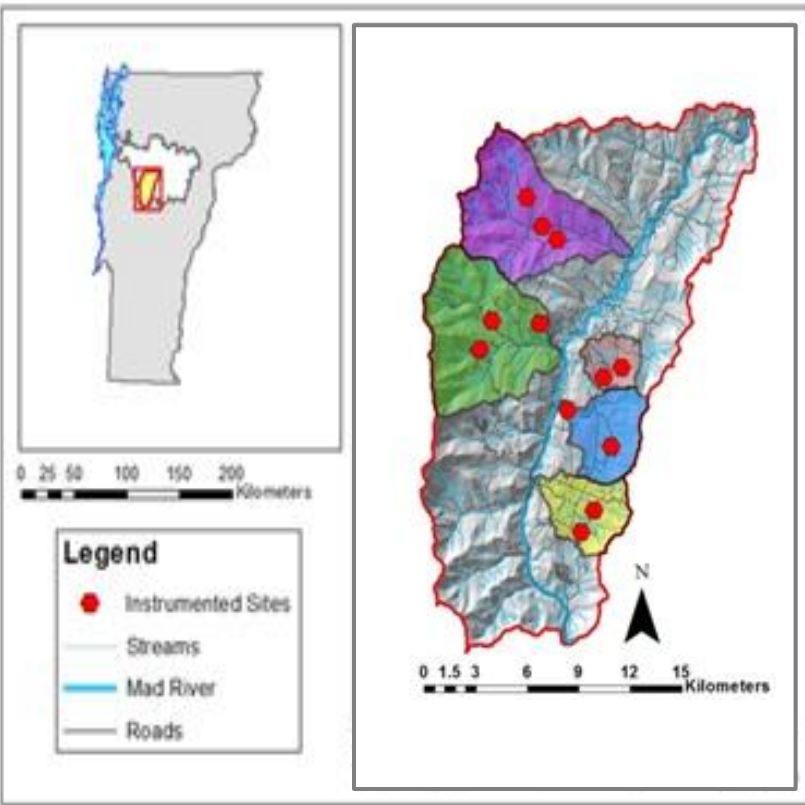 0 25 50 100 150 200
Kilometers
Legend
Instrumented Sites
Streams
Mad River
Roads
N
0 1.5 3 6 9 12 15
Kilometers